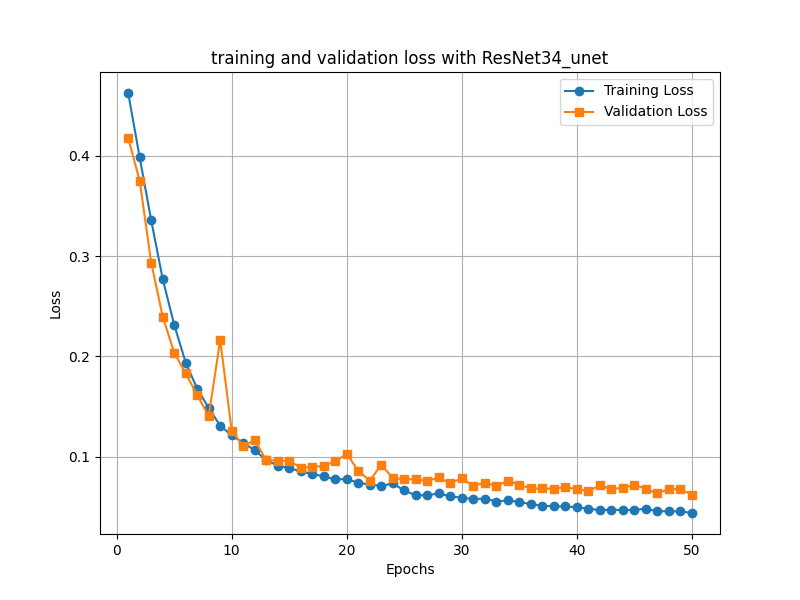 training and validation loss with ResNet34_unet
Training Loss
Validation Loss
Loss
0.4
0.3
0.2
0.1
0 10 20 30 40 50
Epochs